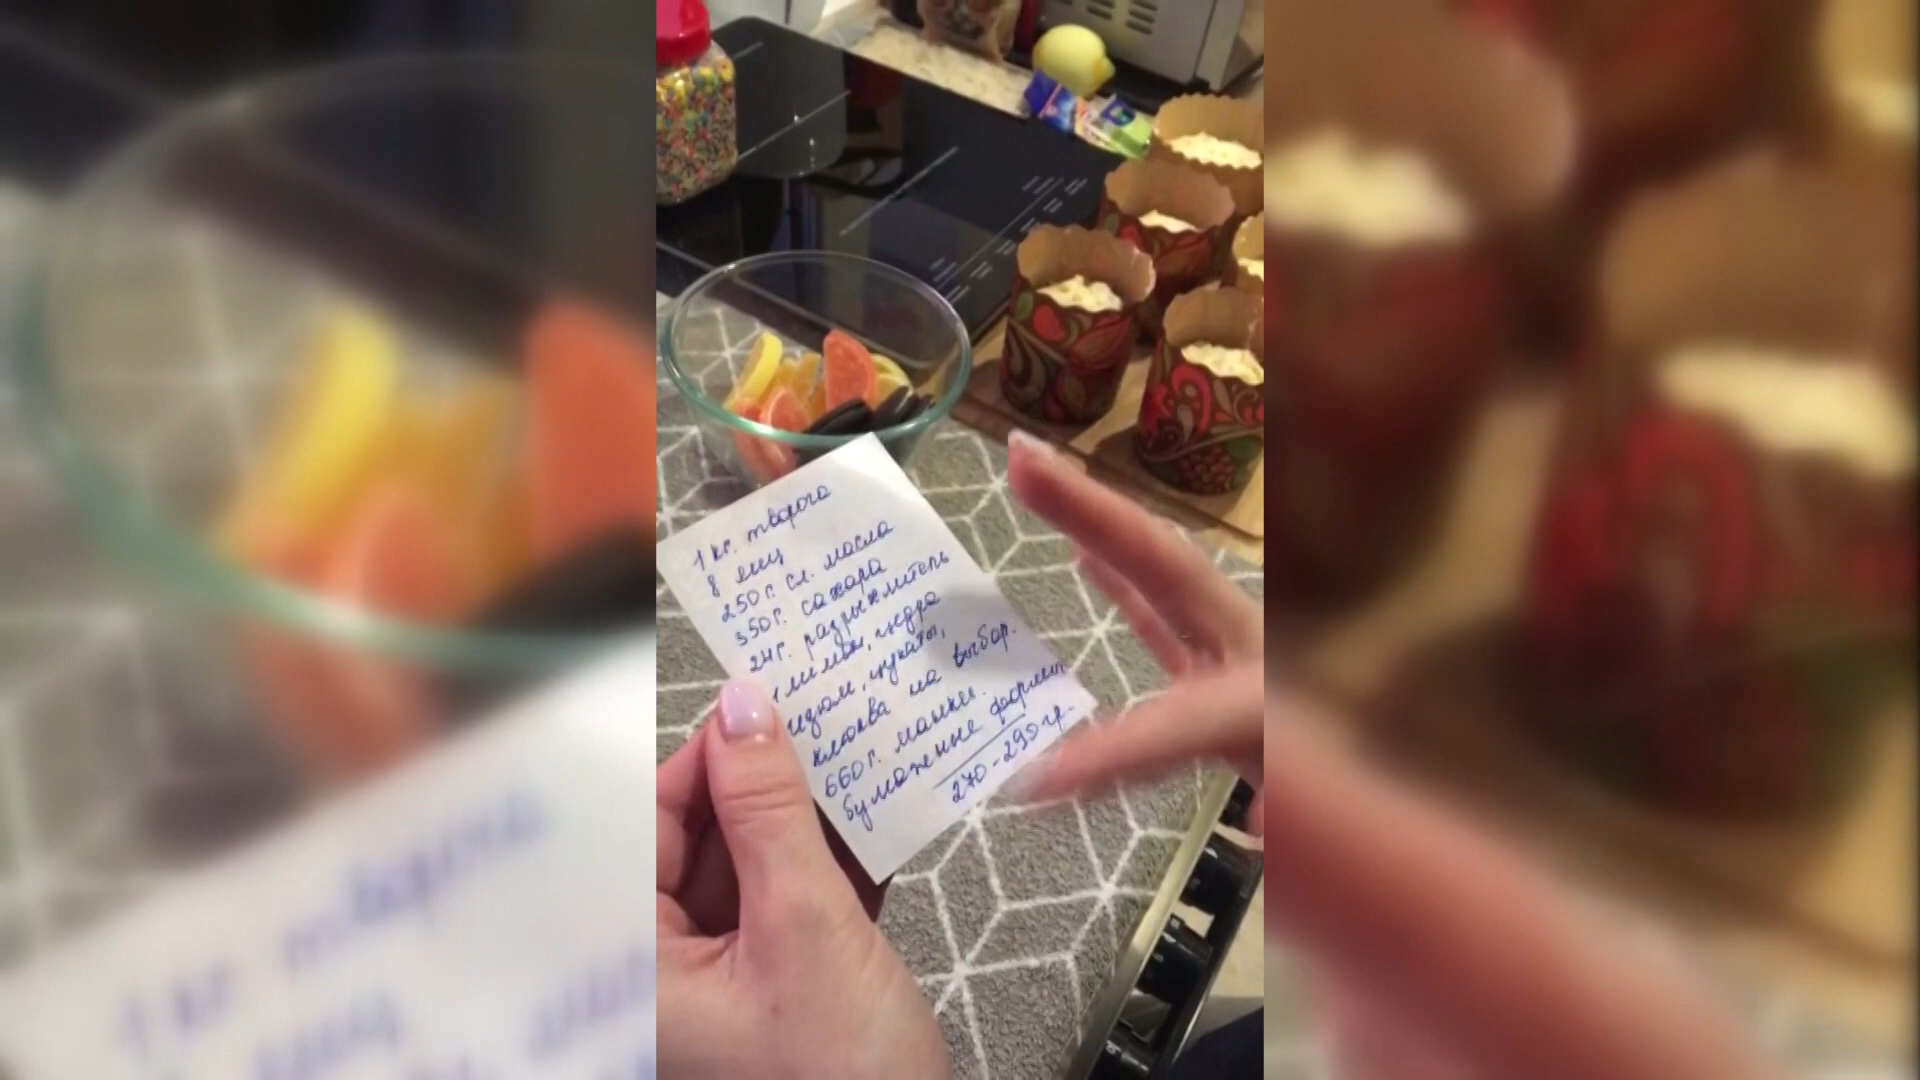 1 кг. творога
8 яиц
250 г. сл. масла
350 г. сахара
24 г. разрыхлитель
1 лимон, цедра
изюм, цукаты,
клюква на выбор.
660 г. манки.
бумажные формы
270-290 гр.